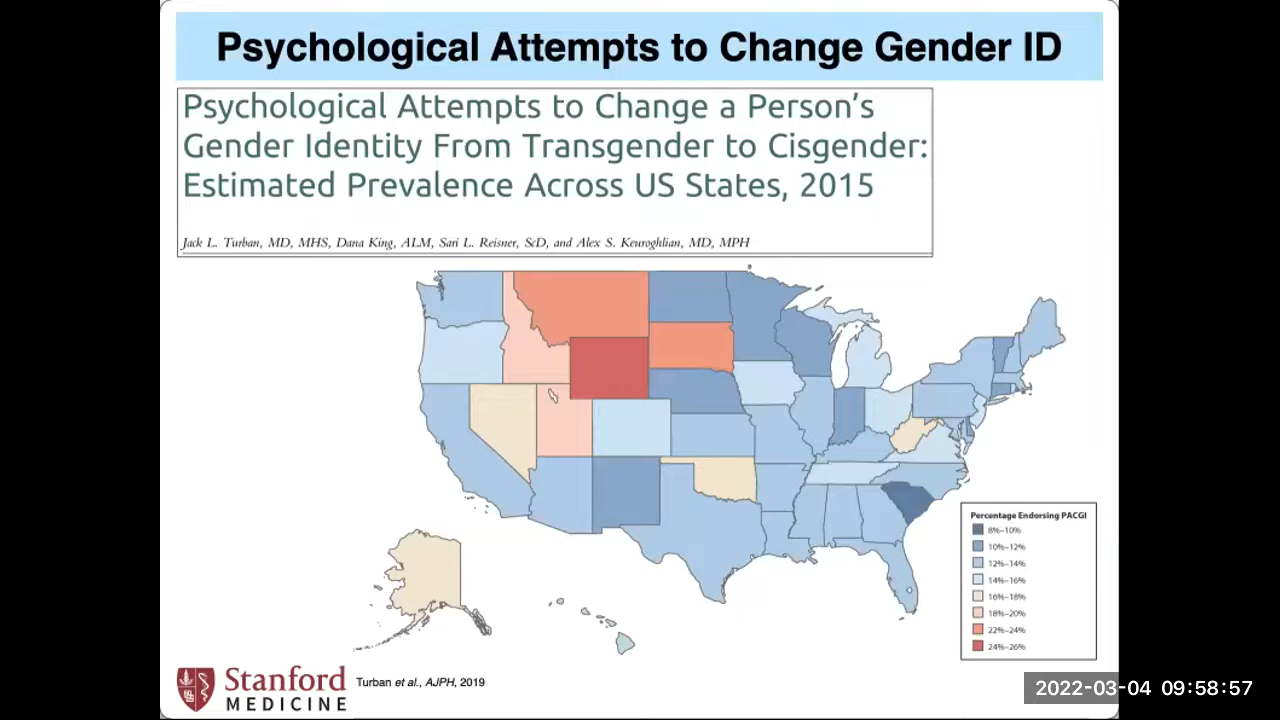 Psychological Attempts to Change Gender ID
Psychological Attempts to Change a Person's
Gender Identity From Transgender to Cisgender:
Estimated Prevalence Across US States, 2015
Jack L. Turban, MD, MHS, Dana King, ALM, Sari L. Reisner, ScD, and Alex S. Keuroghlian, MD, MPH
Percentage Endorsing PACGI
8%–10%
10%–12%
12%–14%
14%–16%
16%–18%
18%–20%
22%–24%
24%–26%
Stanford
MEDICINE
Turban et al., AJPH, 2019
2022-03-04 09:58:57